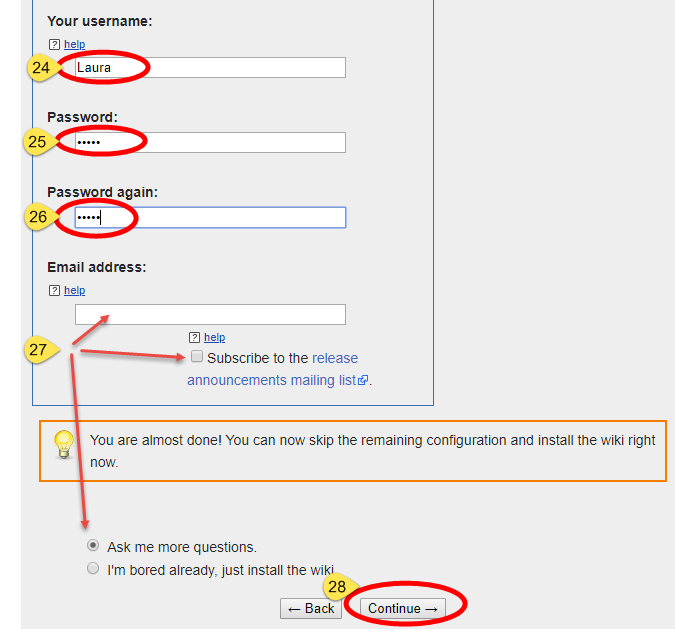 Your username:
? help
24 Laura
Password:
25 •••••
Password again:
26 •••••
Email address:
? help
? help
27 Subscribe to the release
announcements mailing list.
You are almost done! You can now skip the remaining configuration and install the wiki right
now.
Ask me more questions.
I'm bored already, just install the wiki
28
← Back Continue →